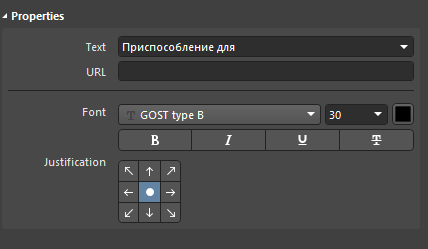 Properties
Text Приспособление для
URL
Font GOST type B 30
B I U T
Justification